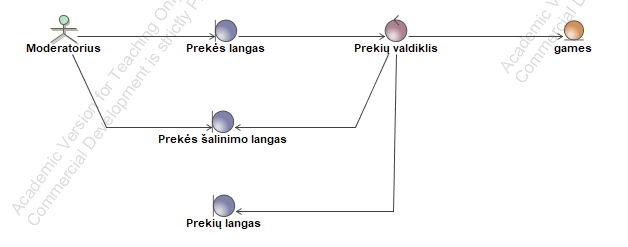 Moderatorius
Prekės langas
Prekių valdiklis
games
Prekės šalinimo langas
Prekių langas
Academic Version for Teaching Only
Commercial Development is strictly P
Academic V
Commercial De